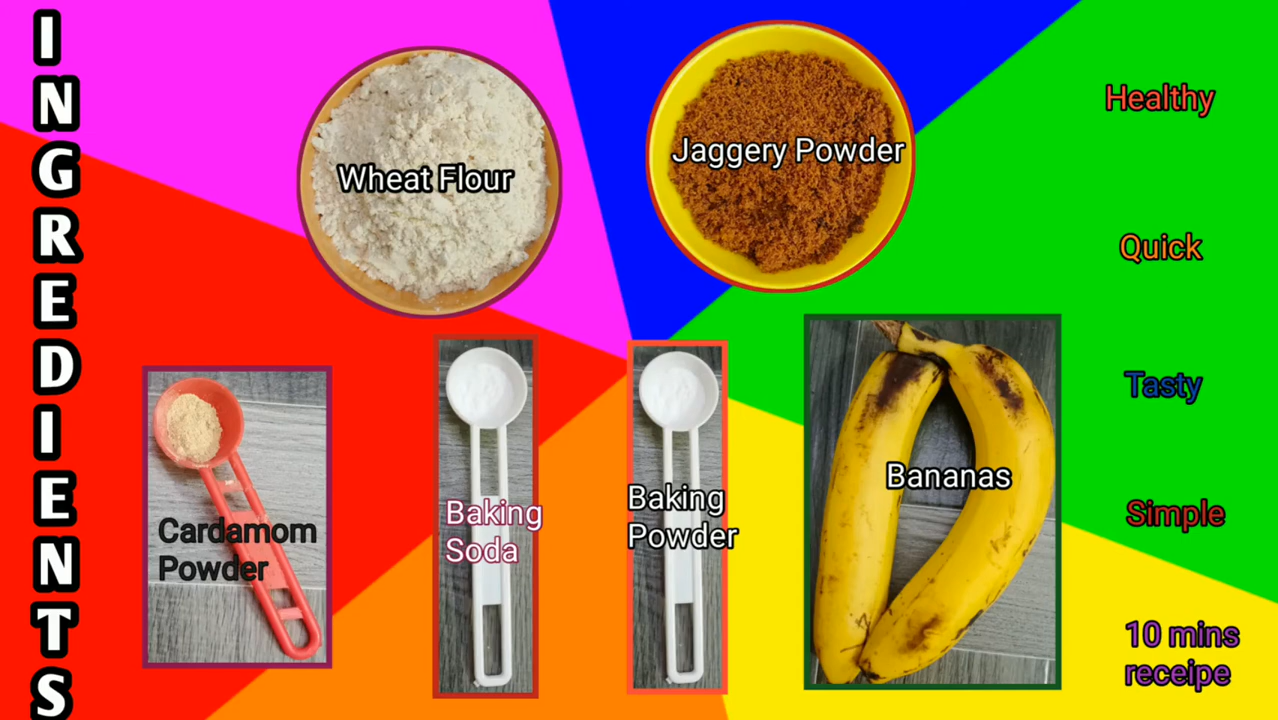 INGREDIENTS
Wheat Flour
Jaggery Powder
Cardamom
Powder
Baking
Soda
Baking
Powder
Bananas
Healthy
Quick
Tasty
Simple
10 mins
receipe